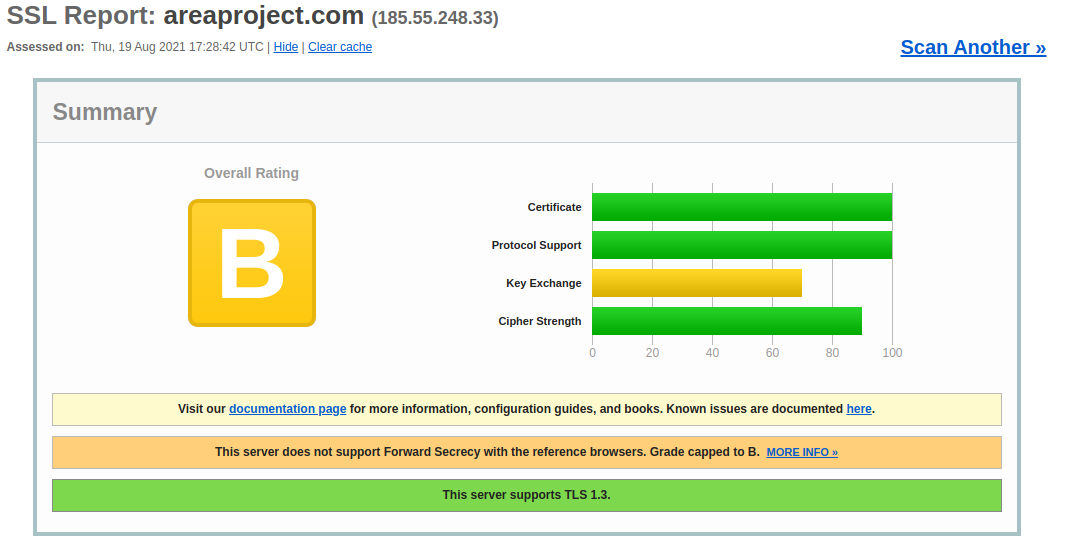 SSL Report: areaproject.com (185.55.248.33)
Assessed on: Thu, 19 Aug 2021 17:28:42 UTC | Hide | Clear cache
Scan Another »
Summary
Overall Rating
B
Certificate
Protocol Support
Key Exchange
Cipher Strength
0 20 40 60 80 100
Visit our documentation page for more information, configuration guides, and books. Known issues are documented here.
This server does not support Forward Secrecy with the reference browsers. Grade capped to B. MORE INFO »
This server supports TLS 1.3.